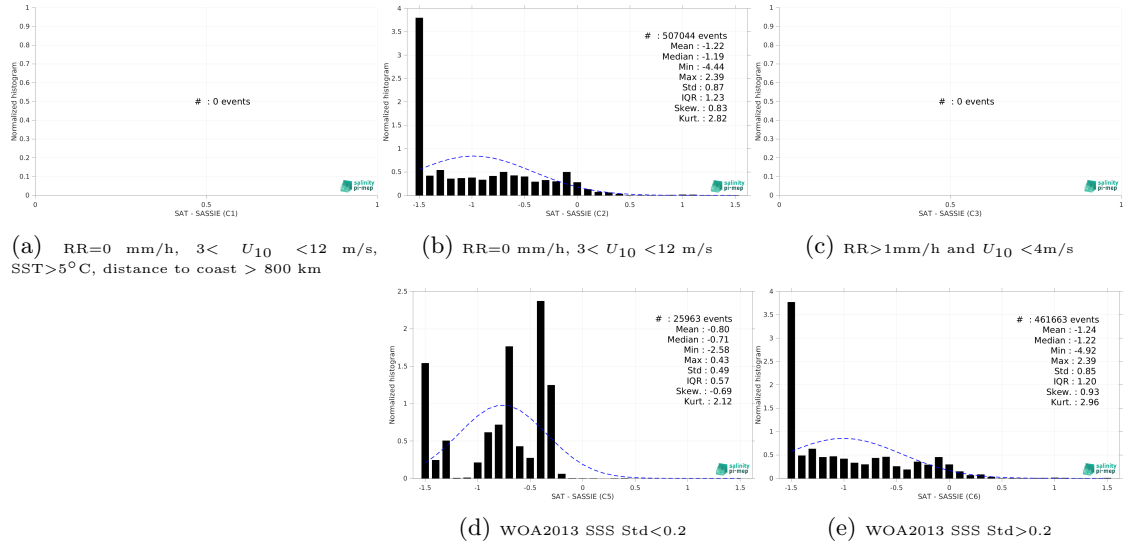 1
0.9
0.8
0.7
0.6
0.5
0.4
0.3
0.2
0.1
0
Normalized histogram
# : 0 events
salinity
pi-mep
0 0.5 1
SAT - SASSIE (C1)
(a) RR=0 mm/h, 3< U10 <12 m/s,
SST>5°C, distance to coast > 800 km
4
3.5
3
2.5
2
1.5
1
0.5
0
Normalized histogram
# : 507044 events
Mean : -1.22
Median : -1.19
Min : -4.44
Max : 2.39
Std : 0.87
IQR : 1.23
Skew. : 0.83
Kurt. : 2.82
salinity
pi-mep
-1.5 -1 -0.5 0 0.5 1 1.5
SAT - SASSIE (C2)
(b) RR=0 mm/h, 3< U10 <12 m/s
1
0.9
0.8
0.7
0.6
0.5
0.4
0.3
0.2
0.1
0
Normalized histogram
# : 0 events
salinity
pi-mep
0 0.5 1
SAT - SASSIE (C3)
(c) RR>1mm/h and U10 <4m/s
2.5
2
1.5
1
0.5
0
Normalized histogram
# : 25963 events
Mean : -0.80
Median : -0.71
Min : -2.58
Max : 0.43
Std : 0.49
IQR : 0.57
Skew. : -0.69
Kurt. : 2.12
salinity
pi-mep
-1.5 -1 -0.5 0 0.5 1 1.5
SAT - SASSIE (C5)
(d) WOA2013 SSS Std<0.2
4
3.5
3
2.5
2
1.5
1
0.5
0
Normalized histogram
# : 461663 events
Mean : -1.24
Median : -1.22
Min : -4.92
Max : 2.39
Std : 0.85
IQR : 1.20
Skew. : 0.93
Kurt. : 2.96
salinity
pi-mep
-1.5 -1 -0.5 0 0.5 1 1.5
SAT - SASSIE (C6)
(e) WOA2013 SSS Std>0.2